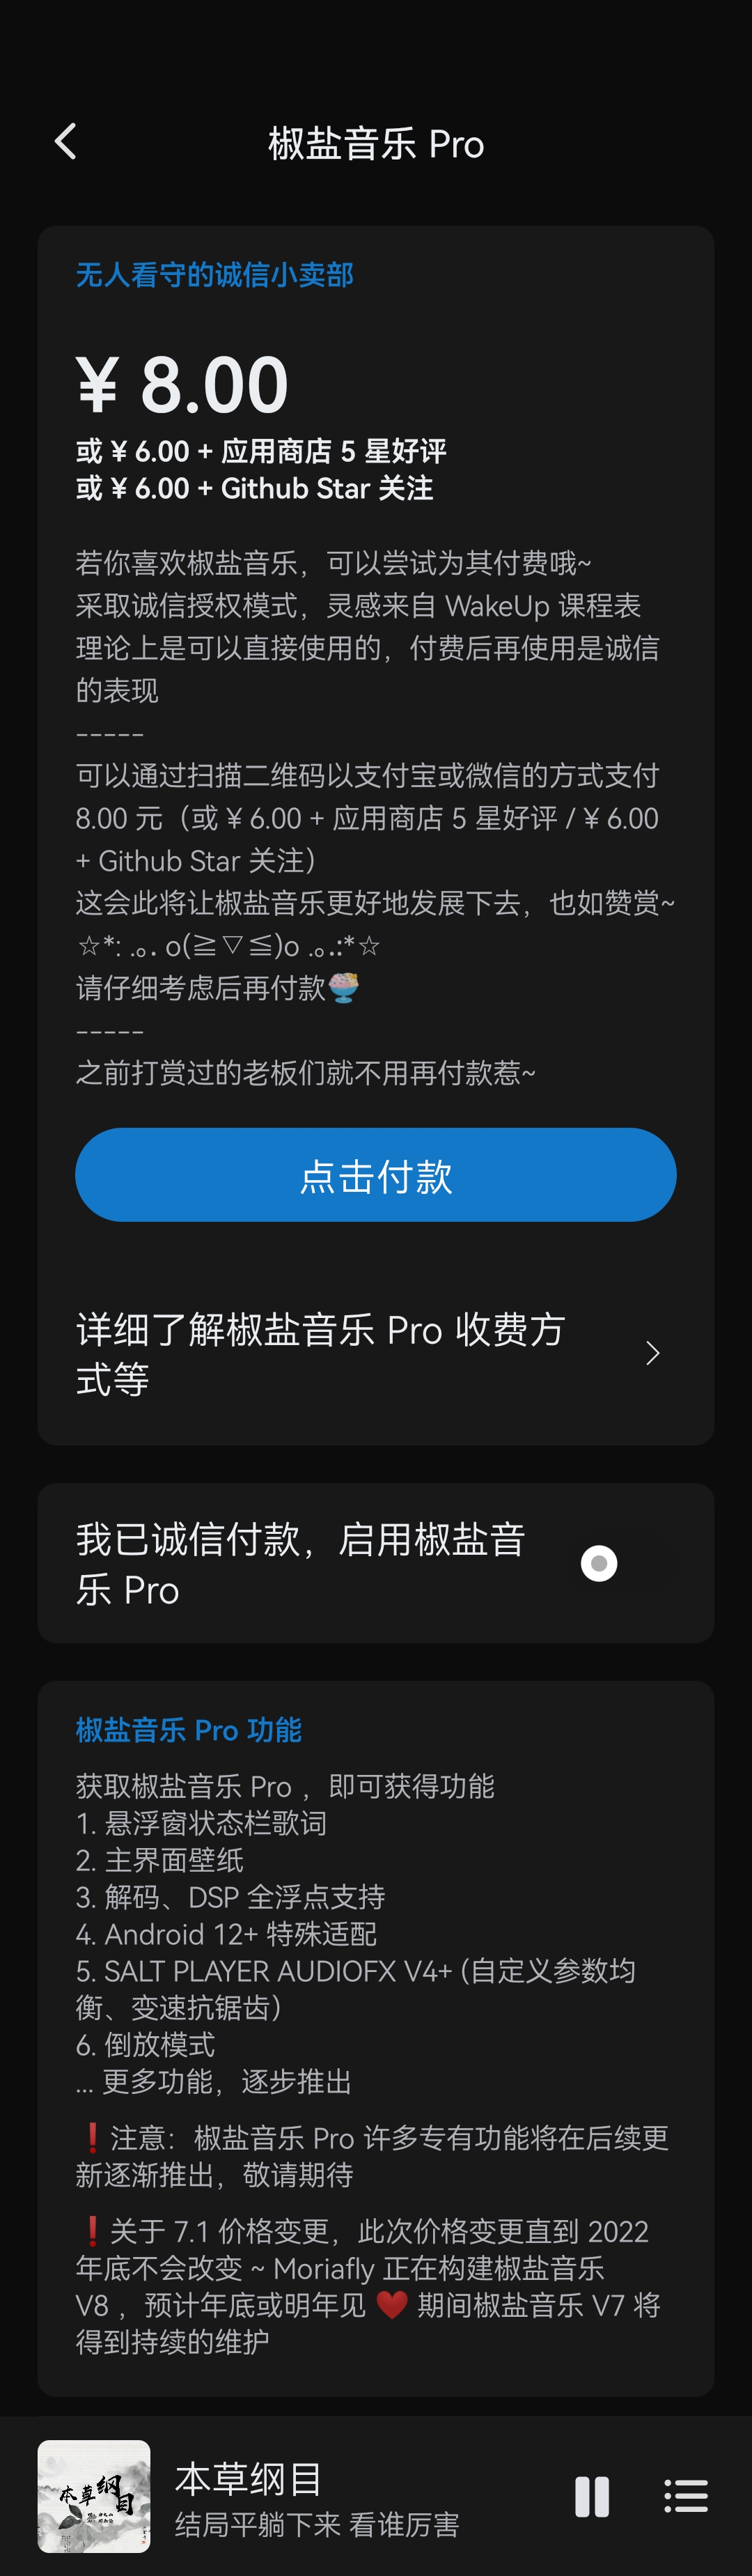 椒盐音乐 Pro
无人看守的诚信小卖部
¥ 8.00
或 ¥ 6.00 + 应用商店 5 星好评
或 ¥ 6.00 + Github Star 关注
若你喜欢椒盐音乐，可以尝试为其付费哦~
采取诚信授权模式，灵感来自 WakeUp 课程表
理论上是可以直接使用的，付费后再使用是诚信
的表现
-----
可以通过扫描二维码以支付宝或微信的方式支付
8.00 元（或 ¥ 6.00 + 应用商店 5 星好评 / ¥ 6.00
+ Github Star 关注）
这会此将让椒盐音乐更好地发展下去，也如赞赏~
☆*: .｡. o(≧▽≦)o .｡.:*☆
请仔细考虑后再付款🍧
-----
之前打赏过的老板们就不用再付款惹~
点击付款
详细了解椒盐音乐 Pro 收费方
式等
我已诚信付款，启用椒盐音
乐 Pro
椒盐音乐 Pro 功能
获取椒盐音乐 Pro ，即可获得功能
1. 悬浮窗状态栏歌词
2. 主界面壁纸
3. 解码、DSP 全浮点支持
4. Android 12+ 特殊适配
5. SALT PLAYER AUDIOFX V4+ (自定义参数均
衡、变速抗锯齿）
6. 倒放模式
... 更多功能，逐步推出
❗注意：椒盐音乐 Pro 许多专有功能将在后续更
新逐渐推出，敬请期待
❗关于 7.1 价格变更，此次价格变更直到 2022
年底不会改变 ~ Moriafly 正在构建椒盐音乐
V8 ，预计年底或明年见 ❤️ 期间椒盐音乐 V7 将
得到持续的维护
本草纲目
本草纲目
结局平躺下来 看谁厉害